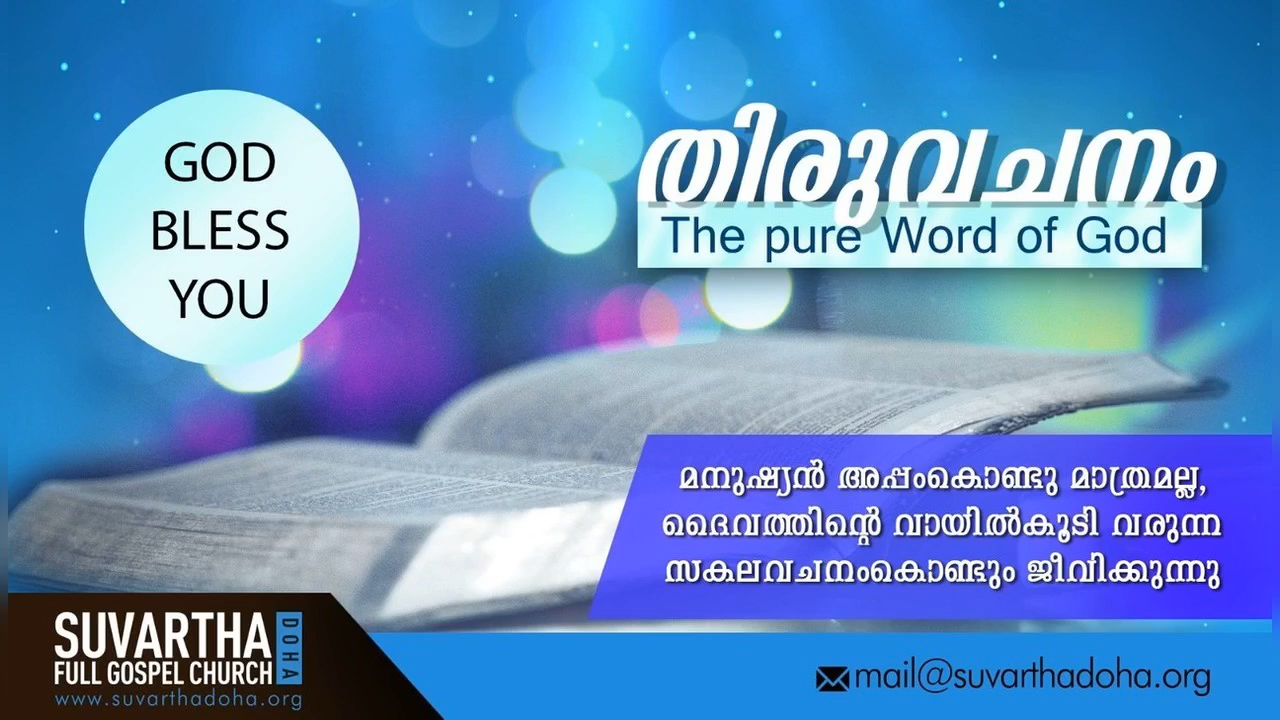 GOD
BLESS
YOU
തിരുവചനം
The pure Word of God
മനുഷ്യൻ അപ്പംകൊണ്ടു മാത്രമല്ല,
ദൈവത്തിന്റെ വായിൽകൂടി വരുന്ന
സകലവചനംകൊണ്ടും ജീവിക്കുന്നു
SUVARTHA DOHA
FULL GOSPEL CHURCH
www.suvarthadoha.org
mail@suvarthadoha.org